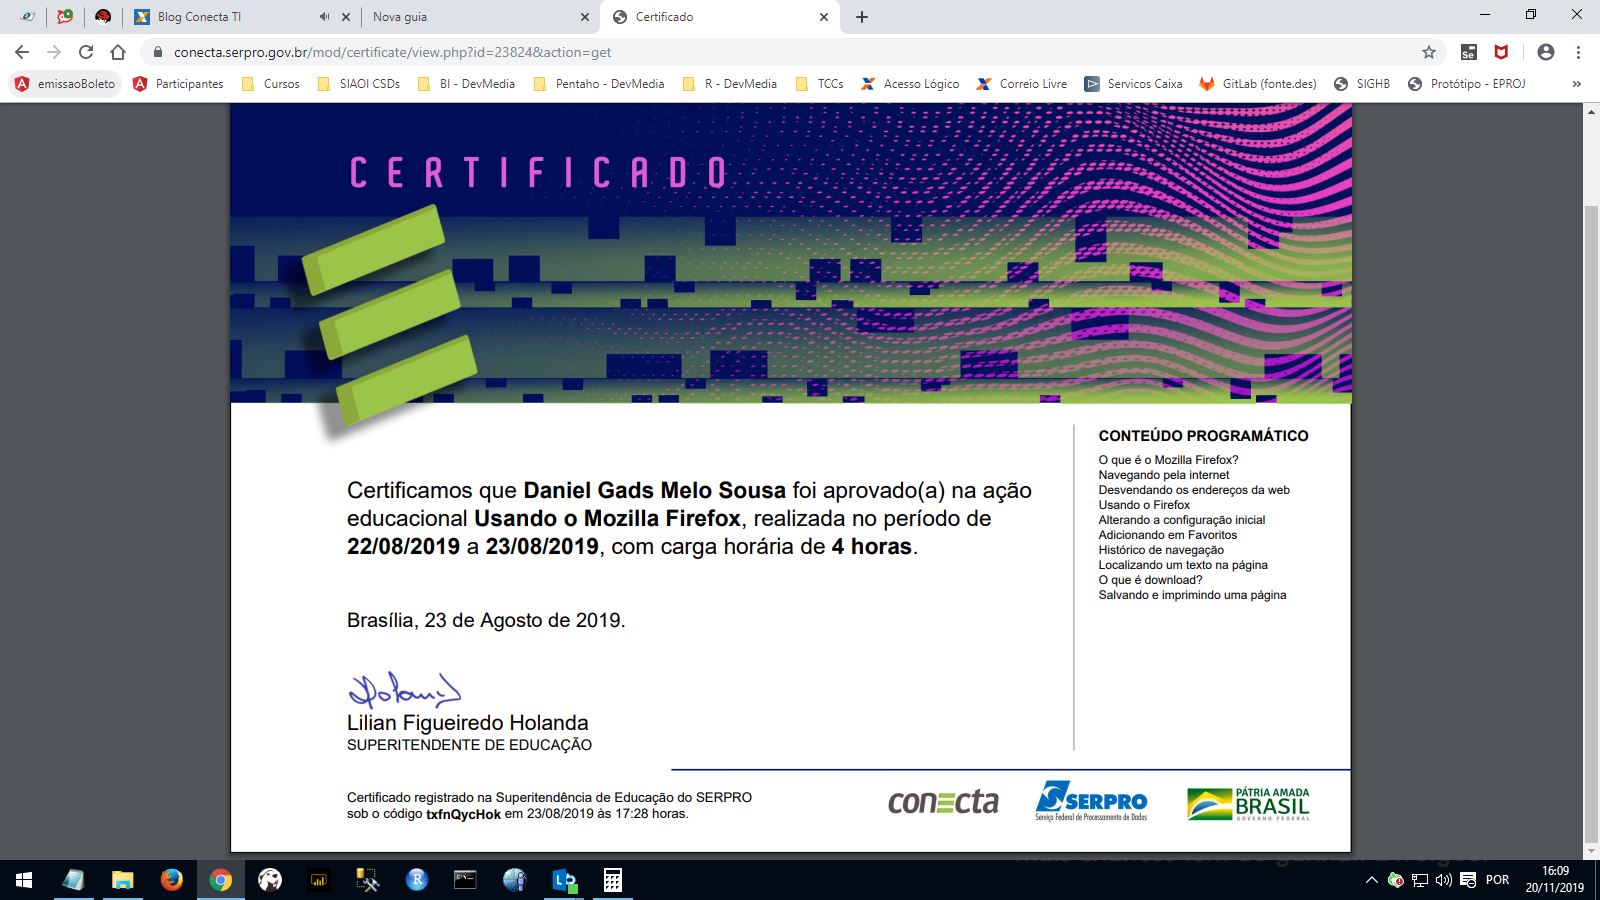 Blog Conecta TI
Nova guia
Certificado
conecta.serpro.gov.br/mod/certificate/view.php?id=23824&action=get
Se
emissaoBoleto
Participantes
Cursos
SIAOI CSDs
BI - DevMedia
Pentaho - DevMedia
R - DevMedia
TCCs
Acesso Lógico
Correio Livre
Servicos Caixa
GitLab (fonte.des)
SIGHB
Protótipo - EPROJ
»
CERTIFICADO
Certificamos que Daniel Gads Melo Sousa foi aprovado(a) na ação
educacional Usando o Mozilla Firefox, realizada no período de
22/08/2019 a 23/08/2019, com carga horária de 4 horas.
Brasília, 23 de Agosto de 2019.
Lilian Figueiredo Holanda
SUPERITENDENTE DE EDUCAÇÃO
Certificado registrado na Superitendência de Educação do SERPRO
sob o código txfnQycHok em 23/08/2019 às 17:28 horas.
CONTEÚDO PROGRAMÁTICO
O que é o Mozilla Firefox?
Navegando pela internet
Desvendando os endereços da web
Usando o Firefox
Alterando a configuração inicial
Adicionando em Favoritos
Histórico de navegação
Localizando um texto na página
O que é download?
Salvando e imprimindo uma página
conecta
SERPRO
Serviço Federal de Processamento de Dados
PÁTRIA AMADA
BRASIL
GOVERNO FEDERAL
R
POR
16:09
20/11/2019